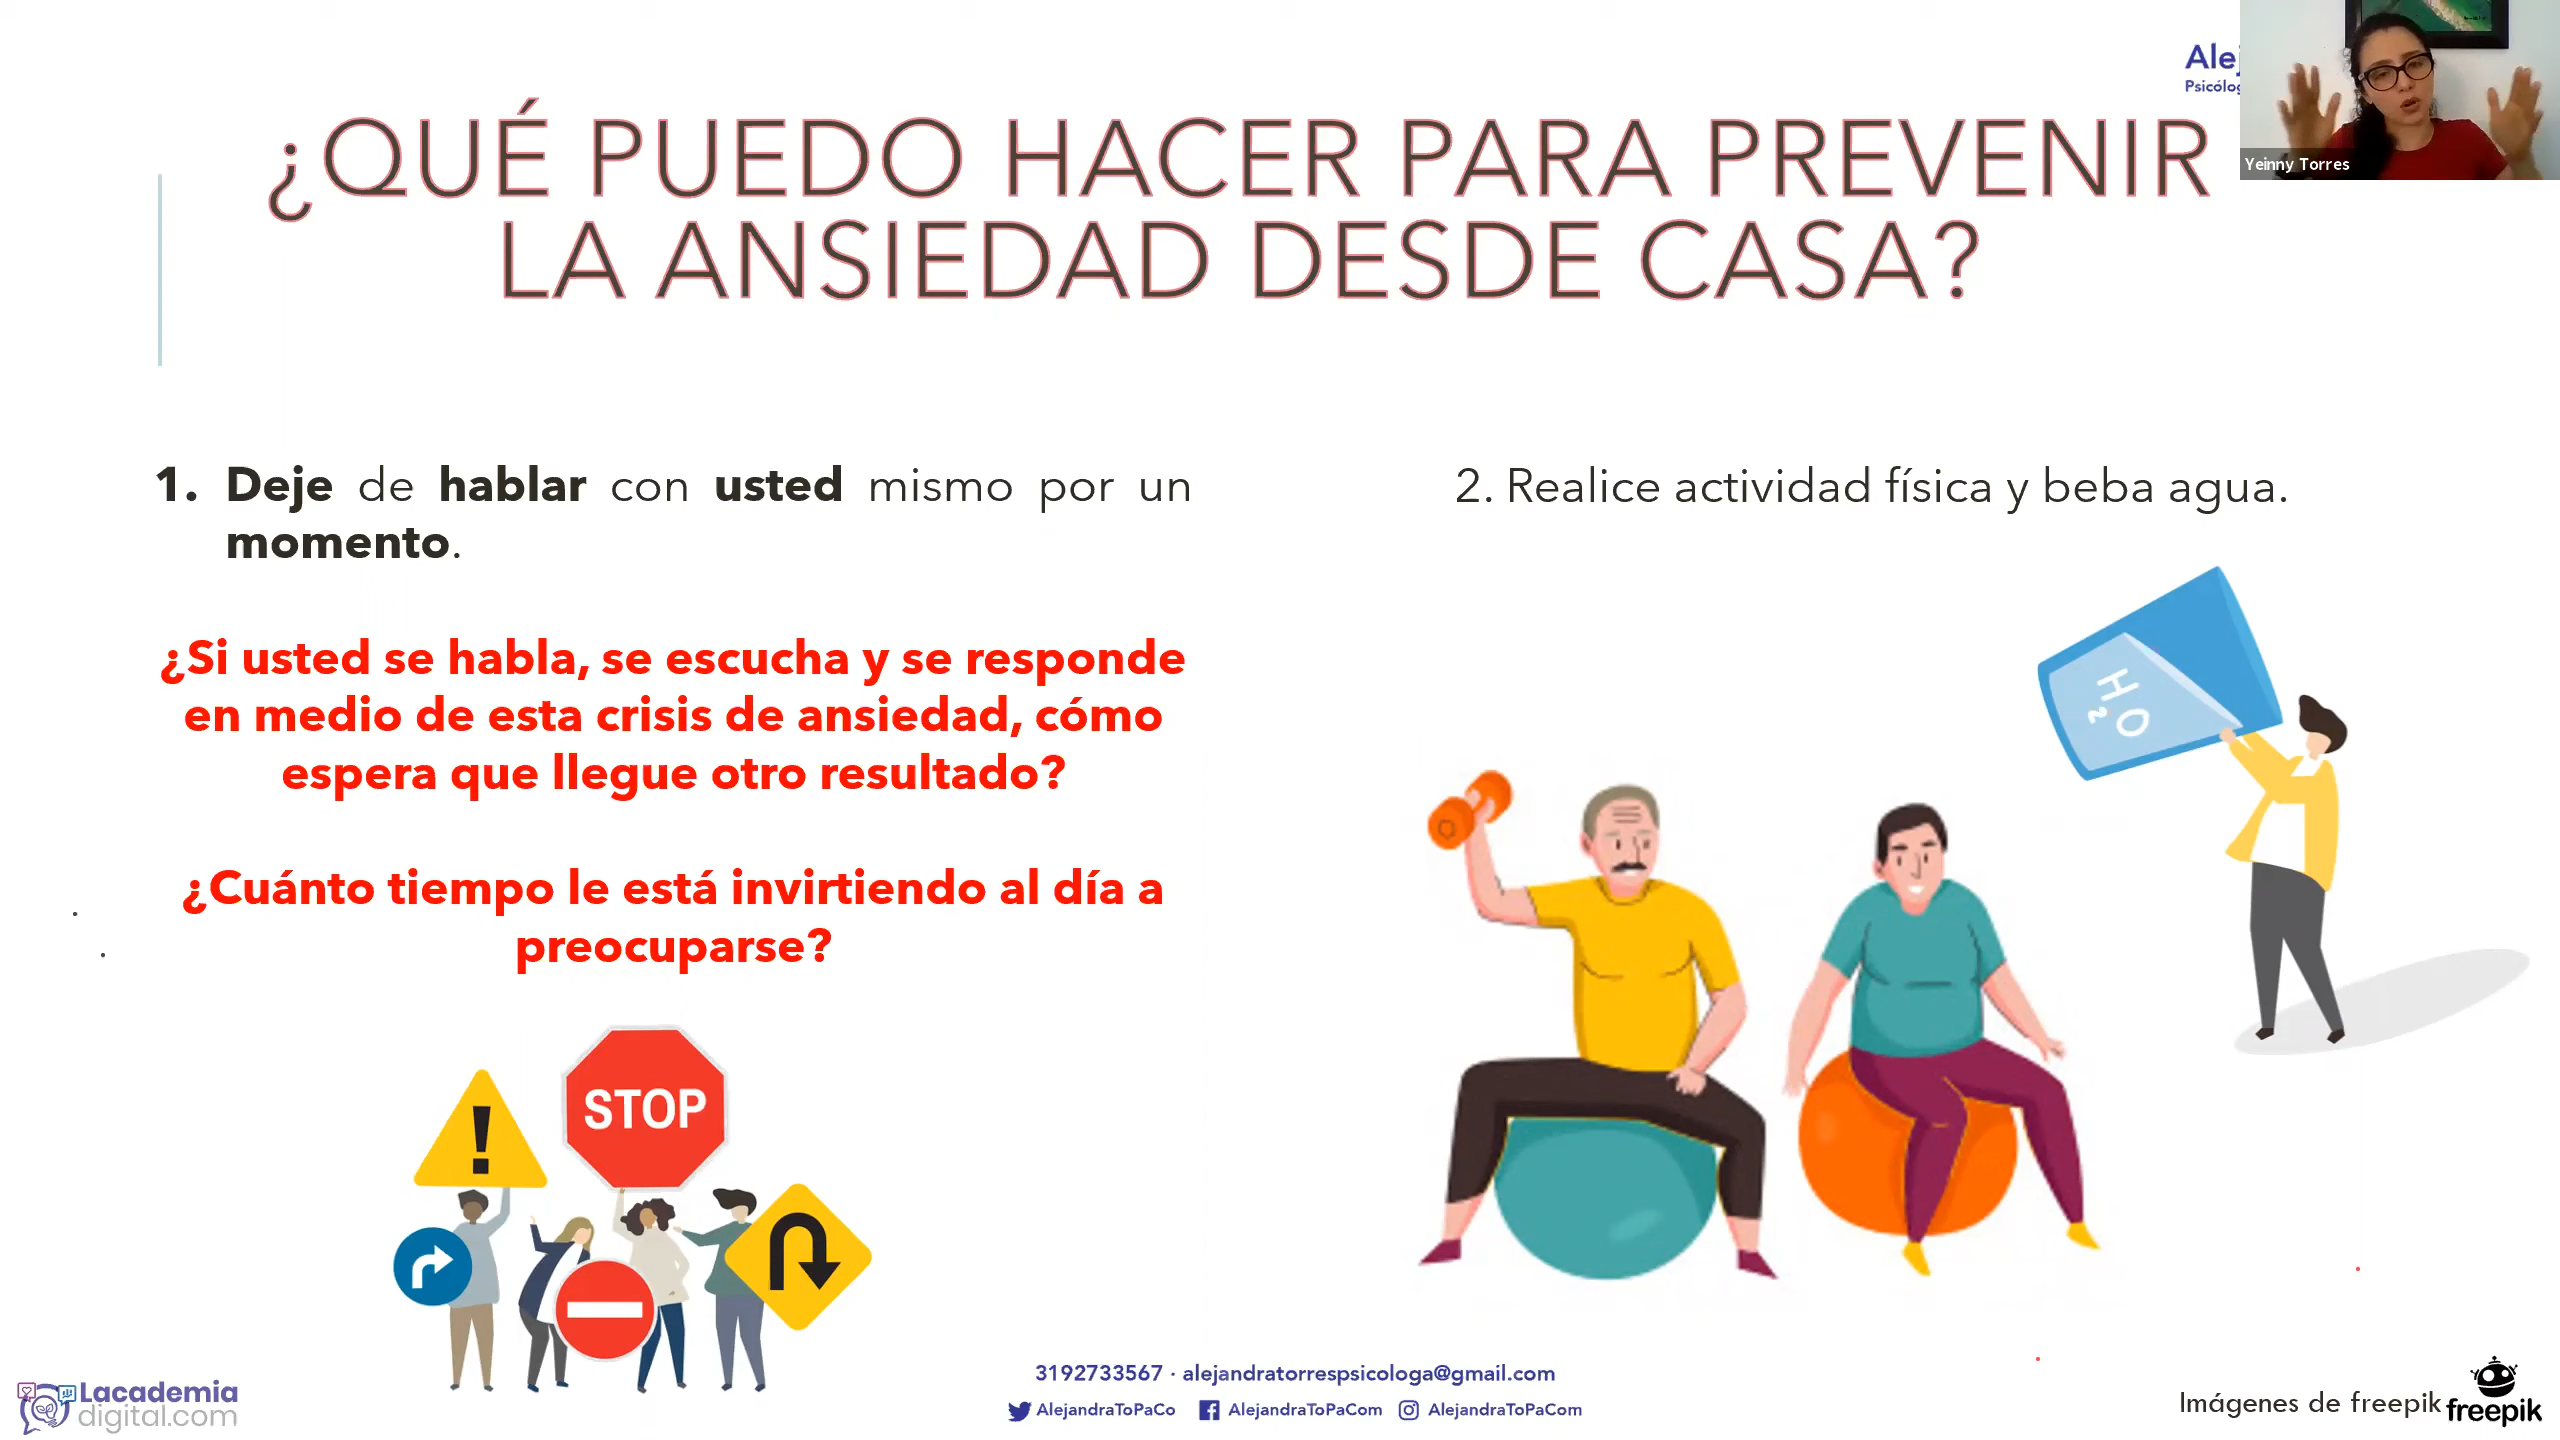 Yeinny Torres
¿QUÉ PUEDO HACER PARA PREVENIR
LA ANSIEDAD DESDE CASA?
1. Deje de hablar con usted mismo por un
momento.
¿Si usted se habla, se escucha y se responde
en medio de esta crisis de ansiedad, cómo
espera que llegue otro resultado?
¿Cuánto tiempo le está invirtiendo al día a
preocuparse?
STOP
2. Realice actividad física y beba agua.
H2O
Lacademia
digital.com
3192733567 · alejandratorrespsicologa@gmail.com
AlejandraToPaCo AlejandraToPaCom AlejandraToPaCom
Imágenes de freepik
freepik